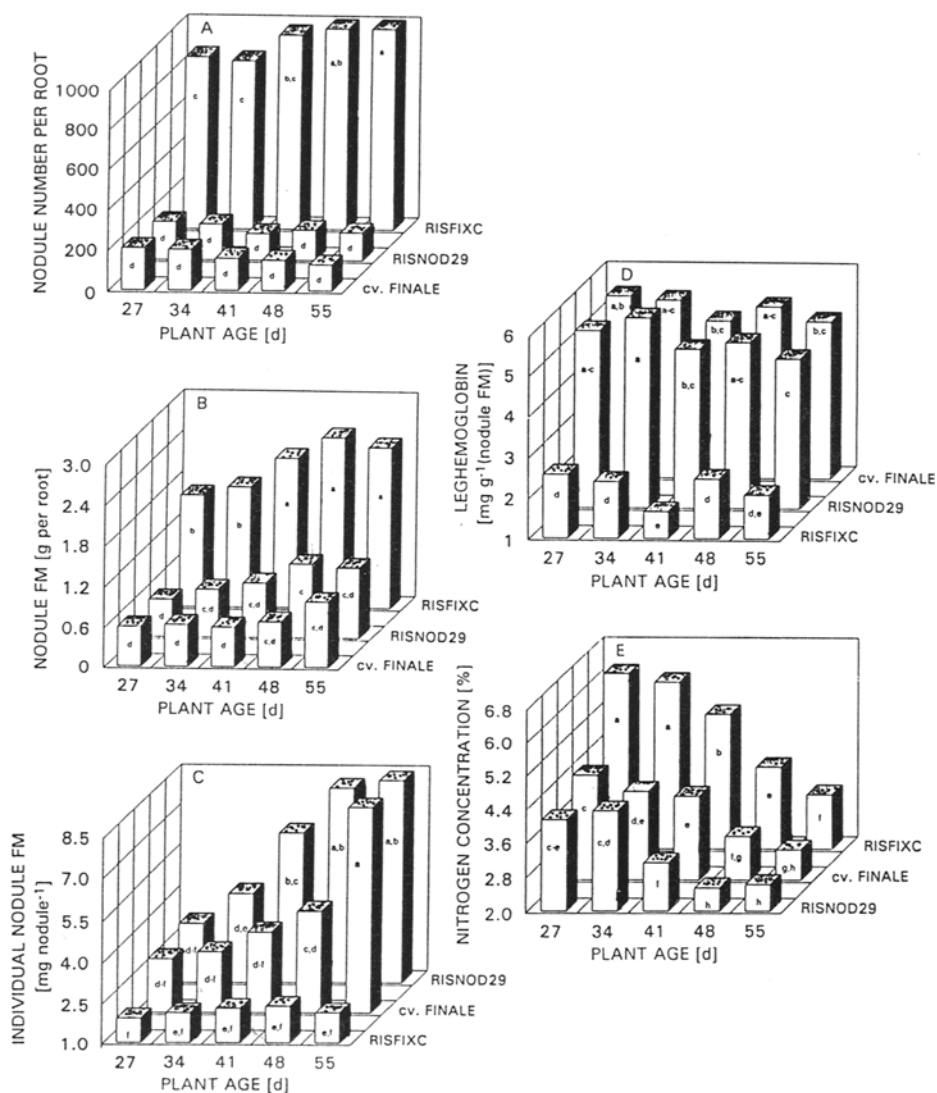 A
NODULE NUMBER PER ROOT
1000
800
600
400
200
0
c
c
b,c
a,b
a
d
d
d
d
d
d
d
d
d
d
RISFIXC
RISNOD29
cv. FINALE
27 34 41 48 55
PLANT AGE [d]
B
NODULE FM [g per root]
3.0
2.4
1.8
1.2
0.6
0
b
b
a
a
a
d
c,d
c,d
c
c,d
d
d
d
c,d
c,d
RISFIXC
RISNOD29
cv. FINALE
27 34 41 48 55
PLANT AGE [d]
C
INDIVIDUAL NODULE FM
[mg nodule⁻¹]
8.5
7.0
5.5
4.0
2.5
1.0
d-f
d,e
b,c
a,b
a,b
d-f
d-f
d-f
c,d
a
f
e,f
e,f
e,f
e,f
RISNOD29
cv. FINALE
RISFIXC
27 34 41 48 55
PLANT AGE [d]
D
LEGHEMOGLOBIN
[mg g⁻¹(nodule FM)]
6
5
4
3
2
1
a,b
a-c
b,c
a-c
b,c
a-c
a
b,c
a-c
c
d
d
e
d
d,e
cv. FINALE
RISNOD29
RISFIXC
27 34 41 48 55
PLANT AGE [d]
E
NITROGEN CONCENTRATION [%]
6.8
6.0
5.2
4.4
3.6
2.8
2.0
a
a
b
e
f
c
d,e
e
f,g
g,h
c-e
c,d
f
h
h
RISFIXC
cv. FINALE
RISNOD29
27 34 41 48 55
PLANT AGE [d]